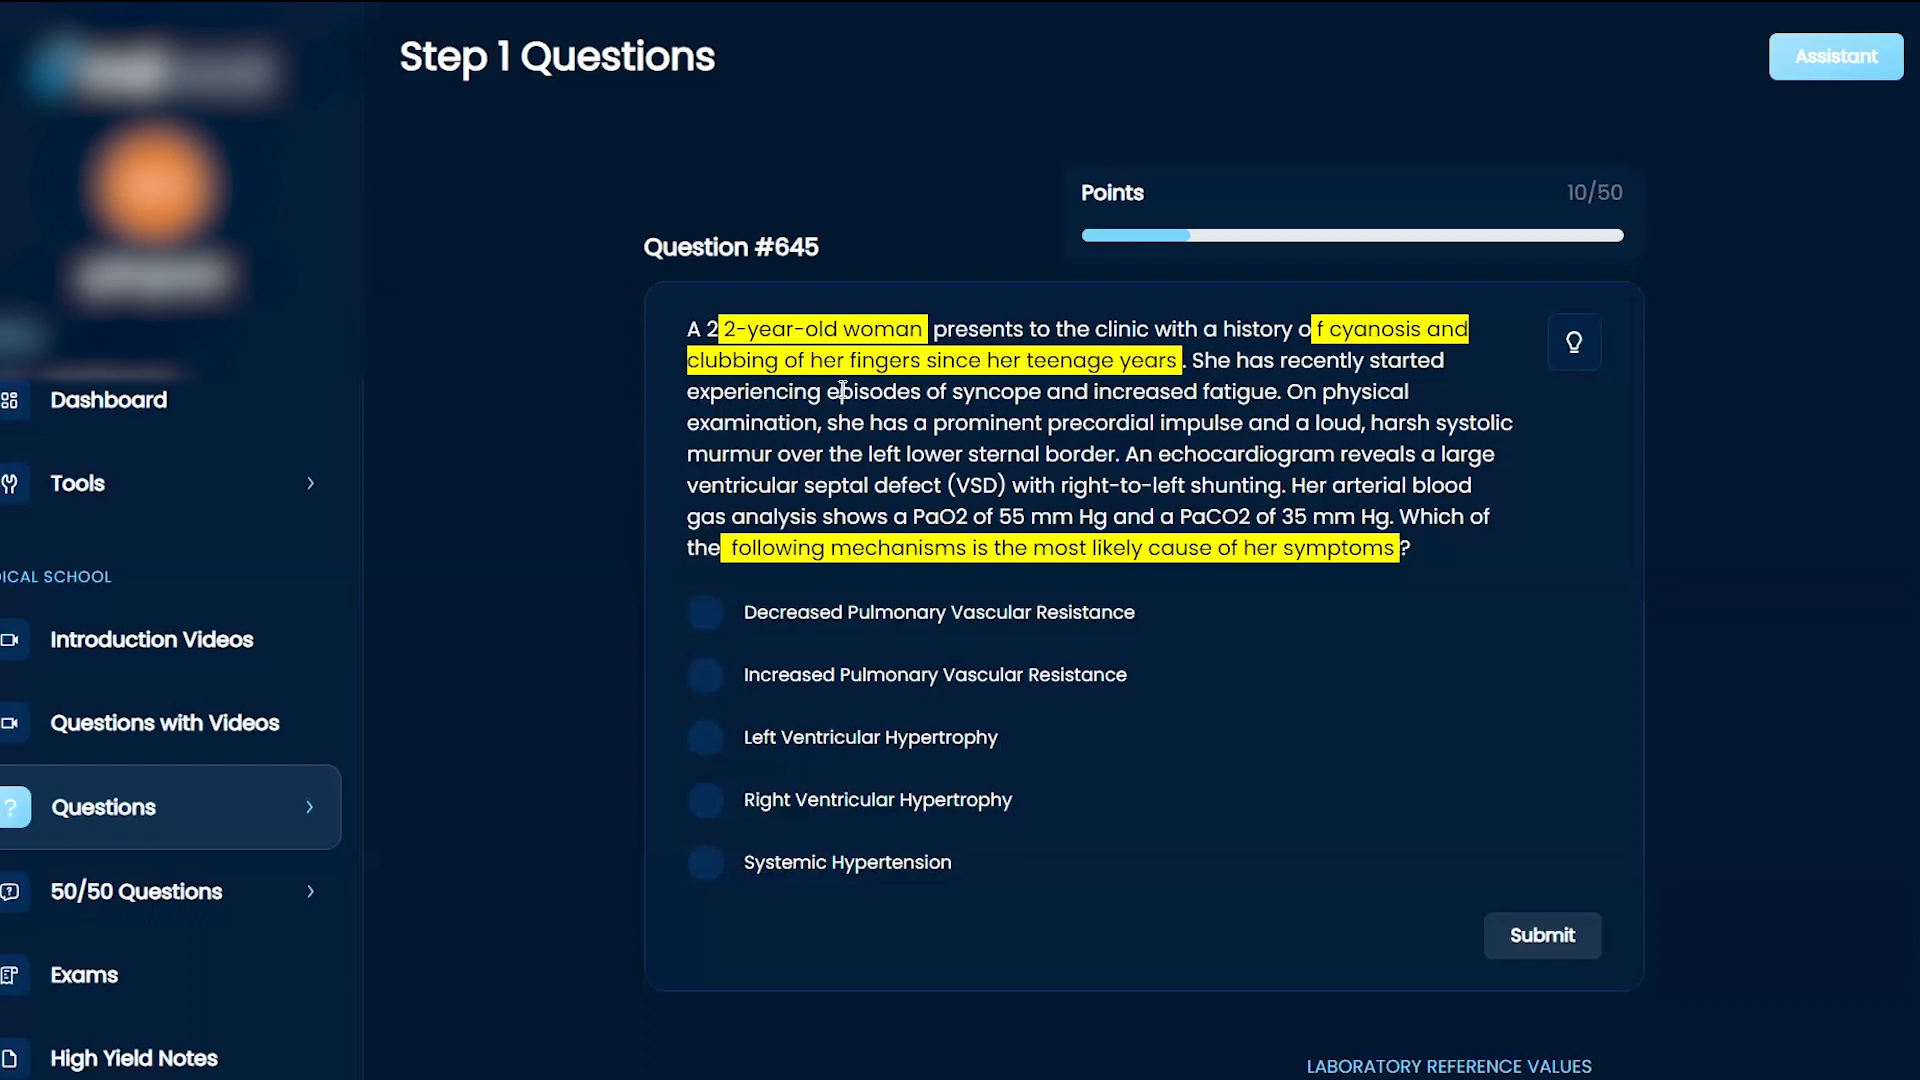 Step 1 Questions
Assistant
Points
10/50
Question #645
A 22-year-old woman presents to the clinic with a history of cyanosis and
clubbing of her fingers since her teenage years. She has recently started
experiencing episodes of syncope and increased fatigue. On physical
examination, she has a prominent precordial impulse and a loud, harsh systolic
murmur over the left lower sternal border. An echocardiogram reveals a large
ventricular septal defect (VSD) with right-to-left shunting. Her arterial blood
gas analysis shows a PaO2 of 55 mm Hg and a PaCO2 of 35 mm Hg. Which of
the following mechanisms is the most likely cause of her symptoms?
Decreased Pulmonary Vascular Resistance
Increased Pulmonary Vascular Resistance
Left Ventricular Hypertrophy
Right Ventricular Hypertrophy
Systemic Hypertension
Submit
LABORATORY REFERENCE VALUES
Dashboard
Tools
DICAL SCHOOL
Introduction Videos
Questions with Videos
Questions
50/50 Questions
Exams
High Yield Notes